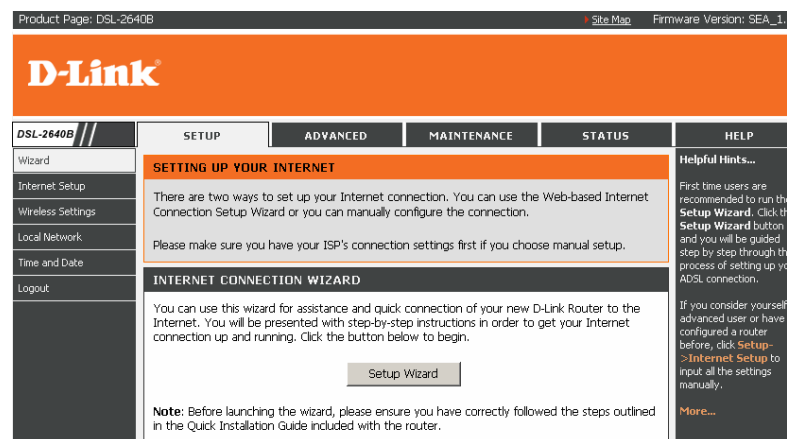 Product Page: DSL-2640B
Site Map
Firmware Version: SEA_1.
D-Link
DSL-2640B
SETUP
ADVANCED
MAINTENANCE
STATUS
HELP
Wizard
Internet Setup
Wireless Settings
Local Network
Time and Date
Logout
SETTING UP YOUR INTERNET
There are two ways to set up your Internet connection. You can use the Web-based Internet
Connection Setup Wizard or you can manually configure the connection.
Please make sure you have your ISP's connection settings first if you choose manual setup.
INTERNET CONNECTION WIZARD
You can use this wizard for assistance and quick connection of your new D-Link Router to the
Internet. You will be presented with step-by-step instructions in order to get your Internet
connection up and running. Click the button below to begin.
Setup Wizard
Note: Before launching the wizard, please ensure you have correctly followed the steps outlined
in the Quick Installation Guide included with the router.
Helpful Hints...
First time users are
recommended to run the
Setup Wizard. Click
Setup Wizard button
and you will be guided
step by step through
process of setting up
ADSL connection.
If you consider yourself
advanced user or have
configured a router
before, click Setup-
>Internet Setup to
input all the settings
manually.
More...